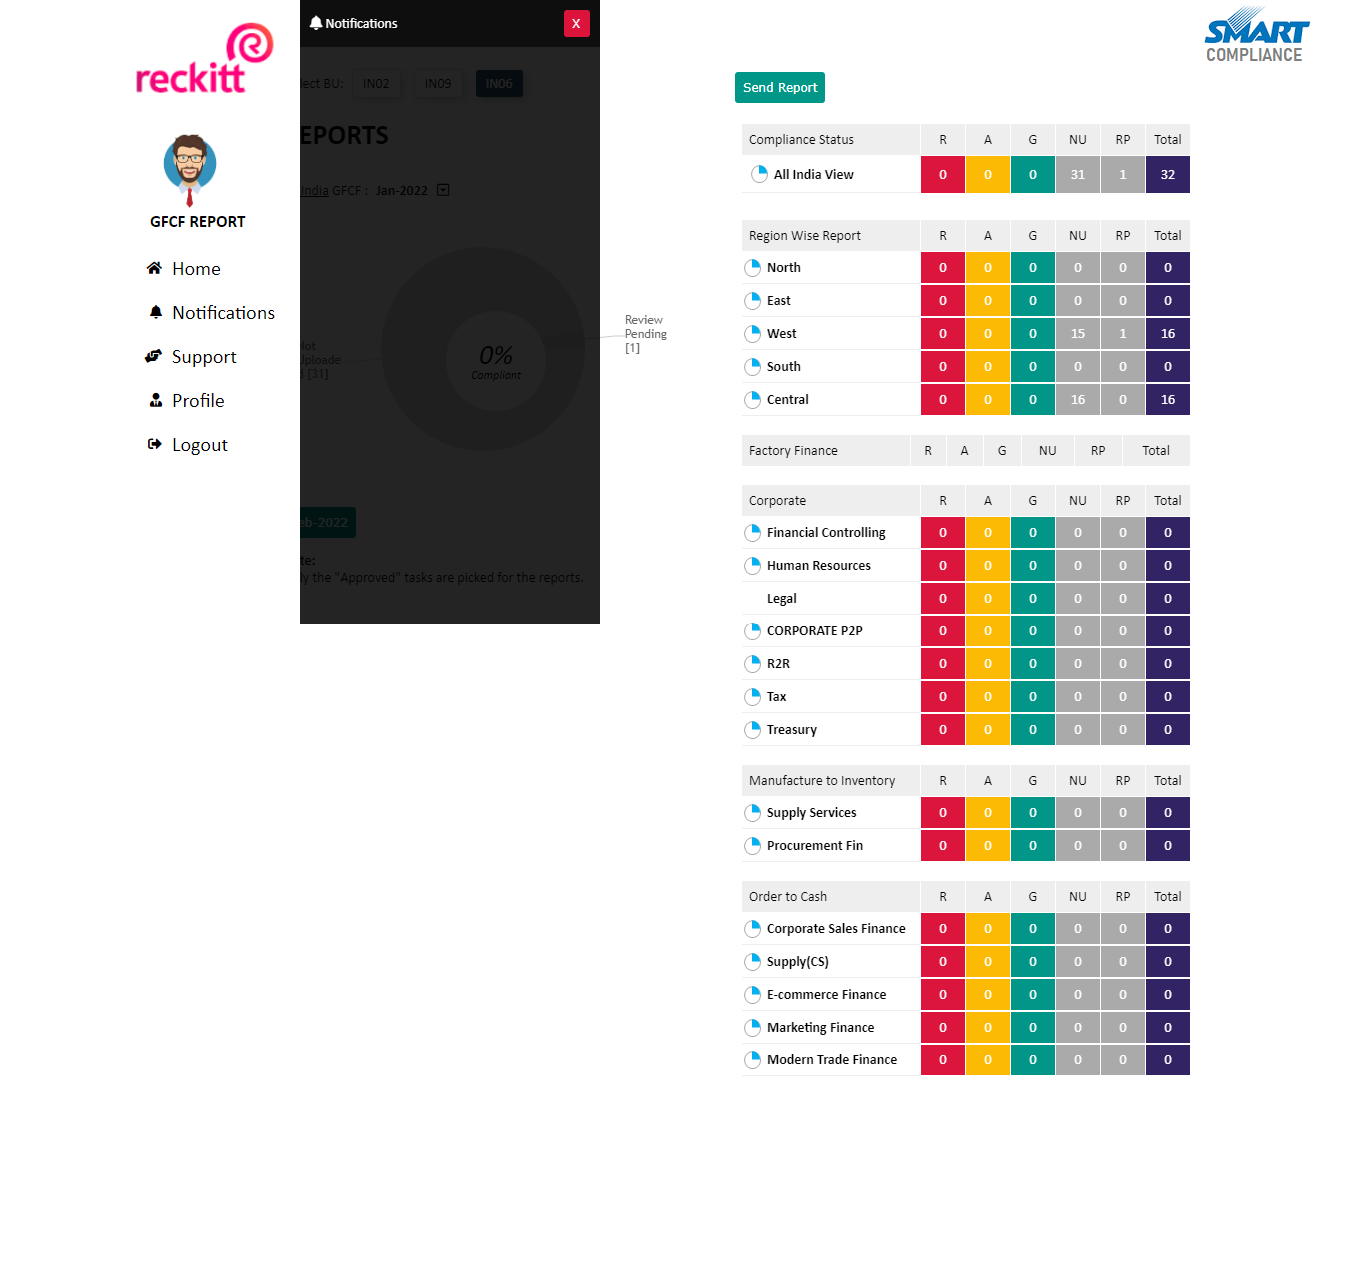 reckitt
GFCF REPORT
Home
Notifications
Support
Profile
Logout
Notifications
X
lect BU: IN02 IN09 IN06
EPORTS
India GFCF : Jan-2022
Not
Uploade
d [31]
0%
Compliant
Review
Pending
[1]
eb-2022
te:
ly the "Approved" tasks are picked for the reports.
SMART
COMPLIANCE
Send Report
Compliance Status R A G NU RP Total
All India View 0 0 0 31 1 32
Region Wise Report R A G NU RP Total
North 0 0 0 0 0 0
East 0 0 0 0 0 0
West 0 0 0 15 1 16
South 0 0 0 0 0 0
Central 0 0 0 16 0 16
Factory Finance R A G NU RP Total
Corporate R A G NU RP Total
Financial Controlling 0 0 0 0 0 0
Human Resources 0 0 0 0 0 0
Legal 0 0 0 0 0 0
CORPORATE P2P 0 0 0 0 0 0
R2R 0 0 0 0 0 0
Tax 0 0 0 0 0 0
Treasury 0 0 0 0 0 0
Manufacture to Inventory R A G NU RP Total
Supply Services 0 0 0 0 0 0
Procurement Fin 0 0 0 0 0 0
Order to Cash R A G NU RP Total
Corporate Sales Finance 0 0 0 0 0 0
Supply(CS) 0 0 0 0 0 0
E-commerce Finance 0 0 0 0 0 0
Marketing Finance 0 0 0 0 0 0
Modern Trade Finance 0 0 0 0 0 0